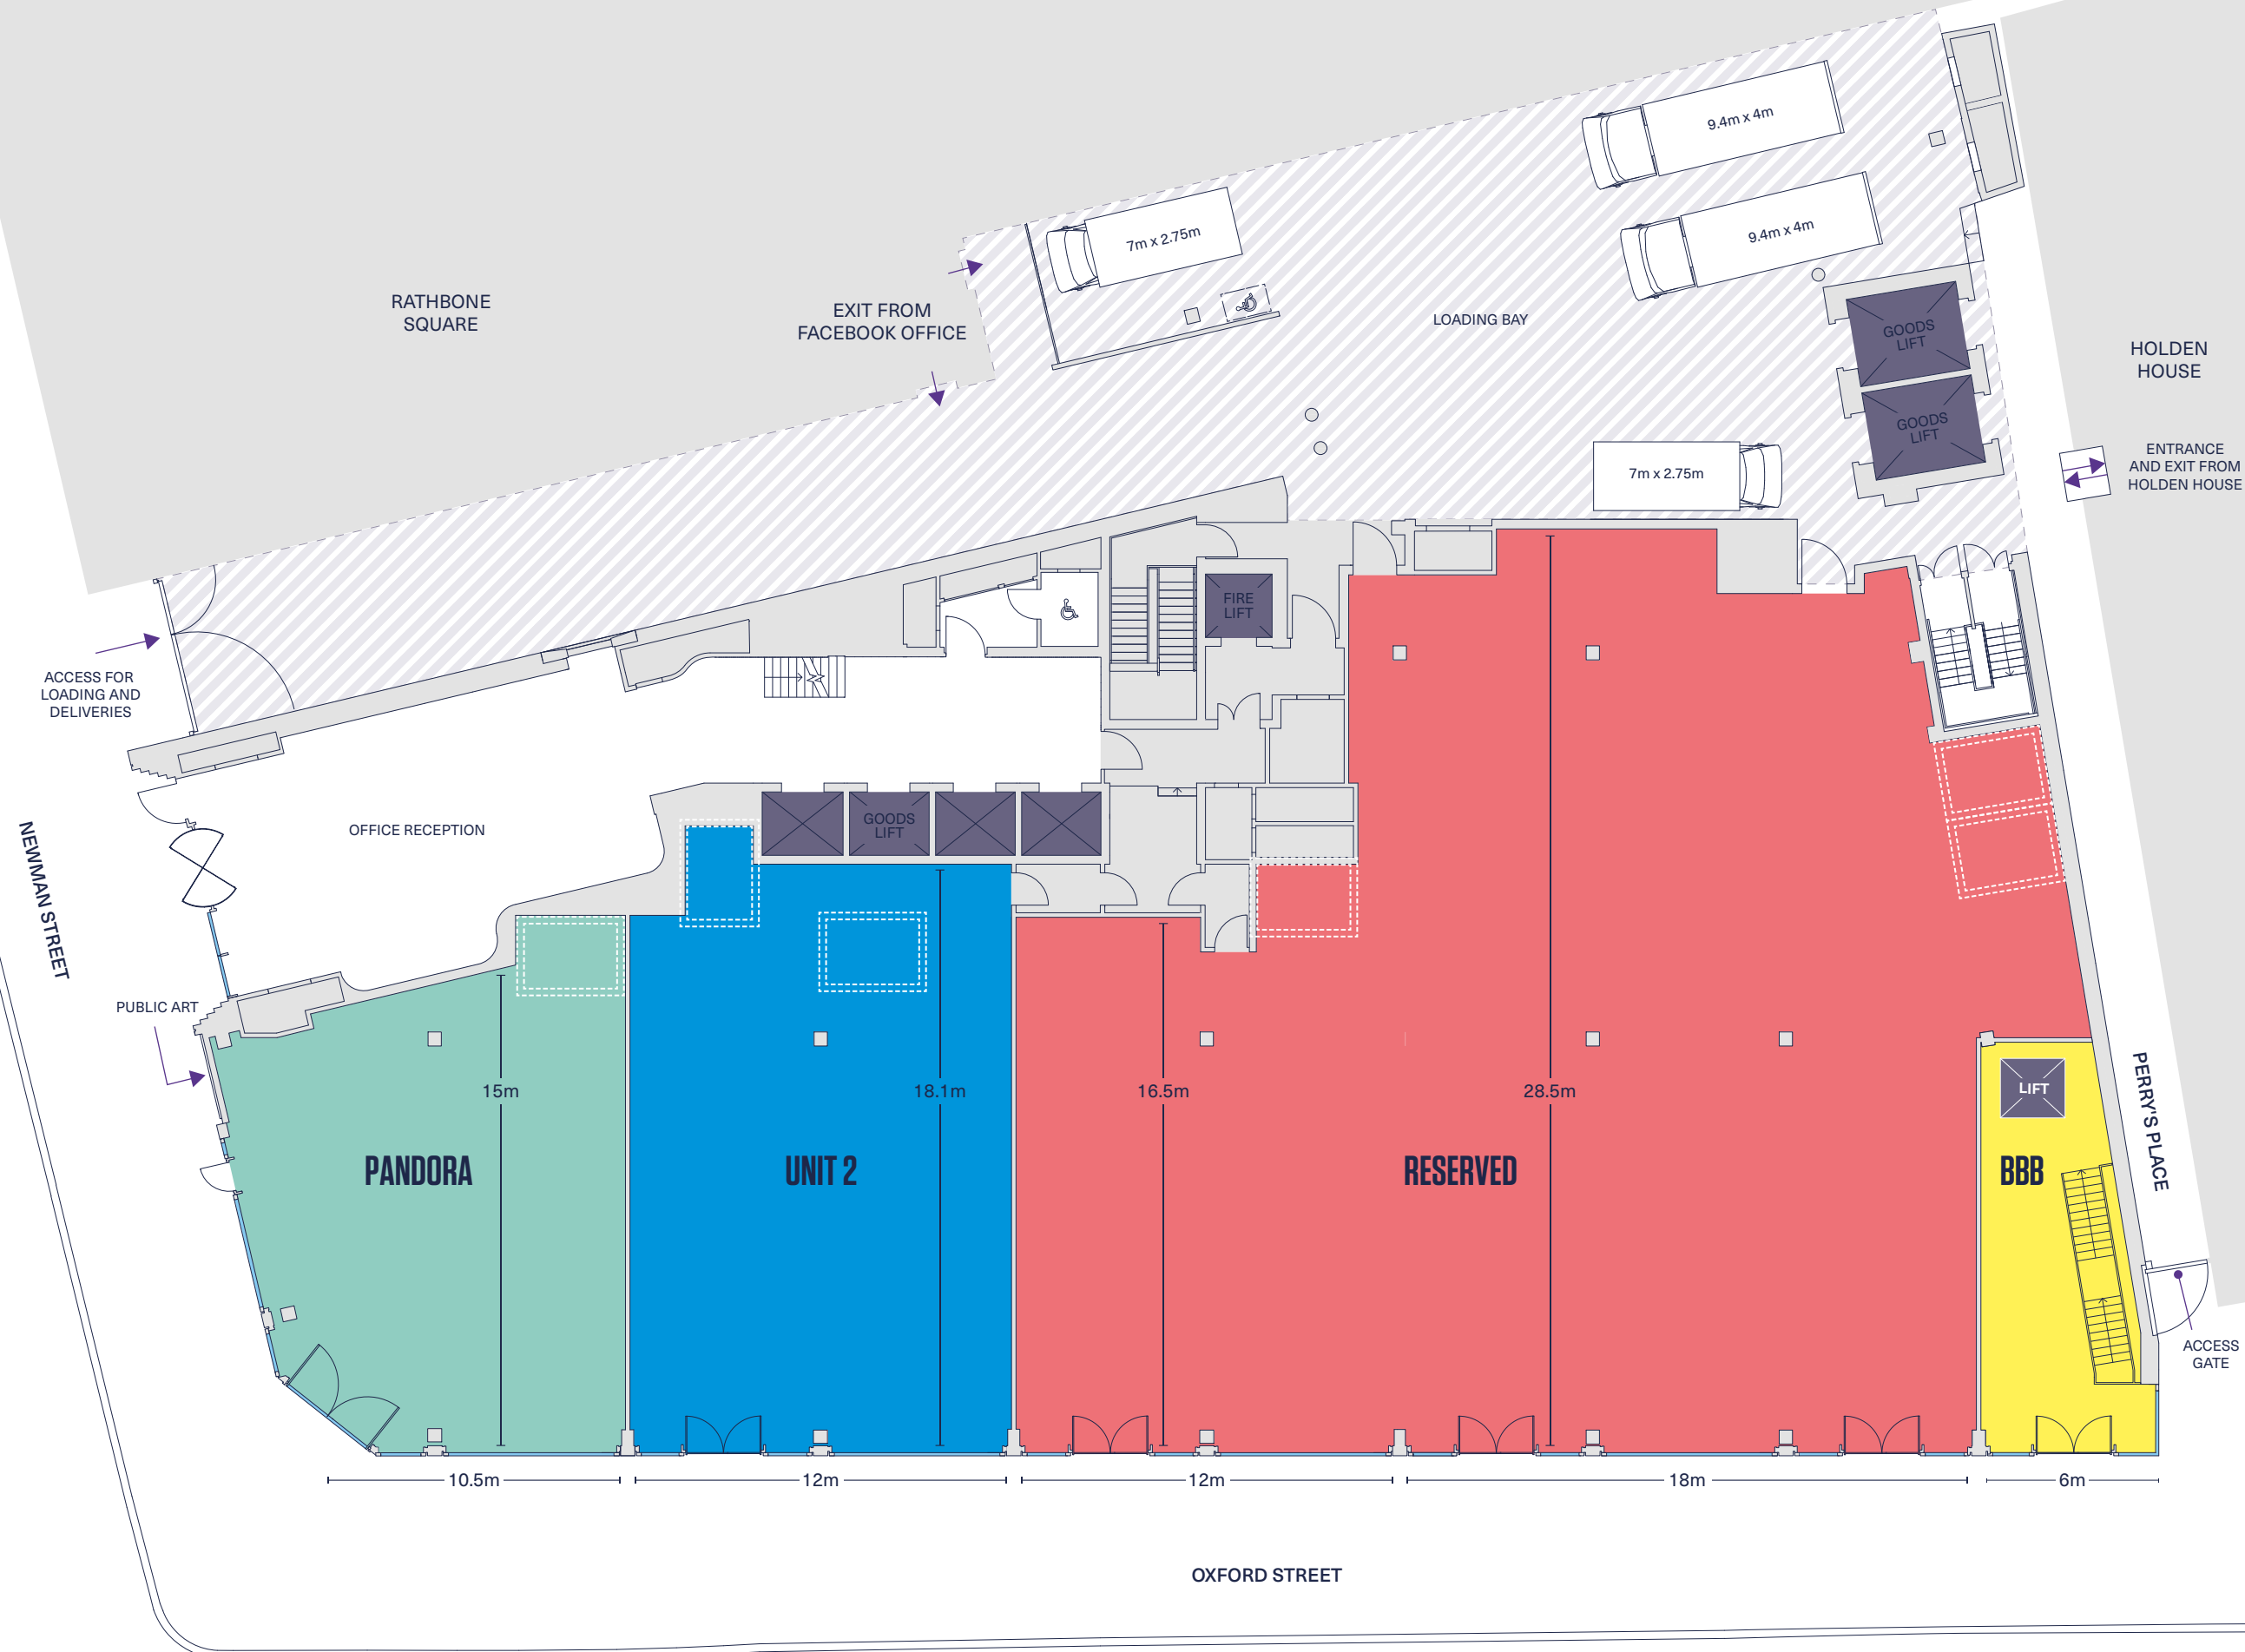 9.4m x 4m
9.4m x 4m
7m x 2.75m
RATHBONE
SQUARE
EXIT FROM
FACEBOOK OFFICE
LOADING BAY
GOODS
LIFT
HOLDEN
HOUSE
GOODS
LIFT
ENTRANCE
AND EXIT FROM
HOLDEN HOUSE
7m x 2.75m
FIRE
LIFT
ACCESS FOR
LOADING AND
DELIVERIES
OFFICE RECEPTION
GOODS
LIFT
NEWMAN STREET
PUBLIC ART
15m
18.1m
16.5m
28.5m
LIFT
PERRY'S PLACE
PANDORA
UNIT 2
RESERVED
BBB
ACCESS
GATE
10.5m
12m
12m
18m
6m
OXFORD STREET